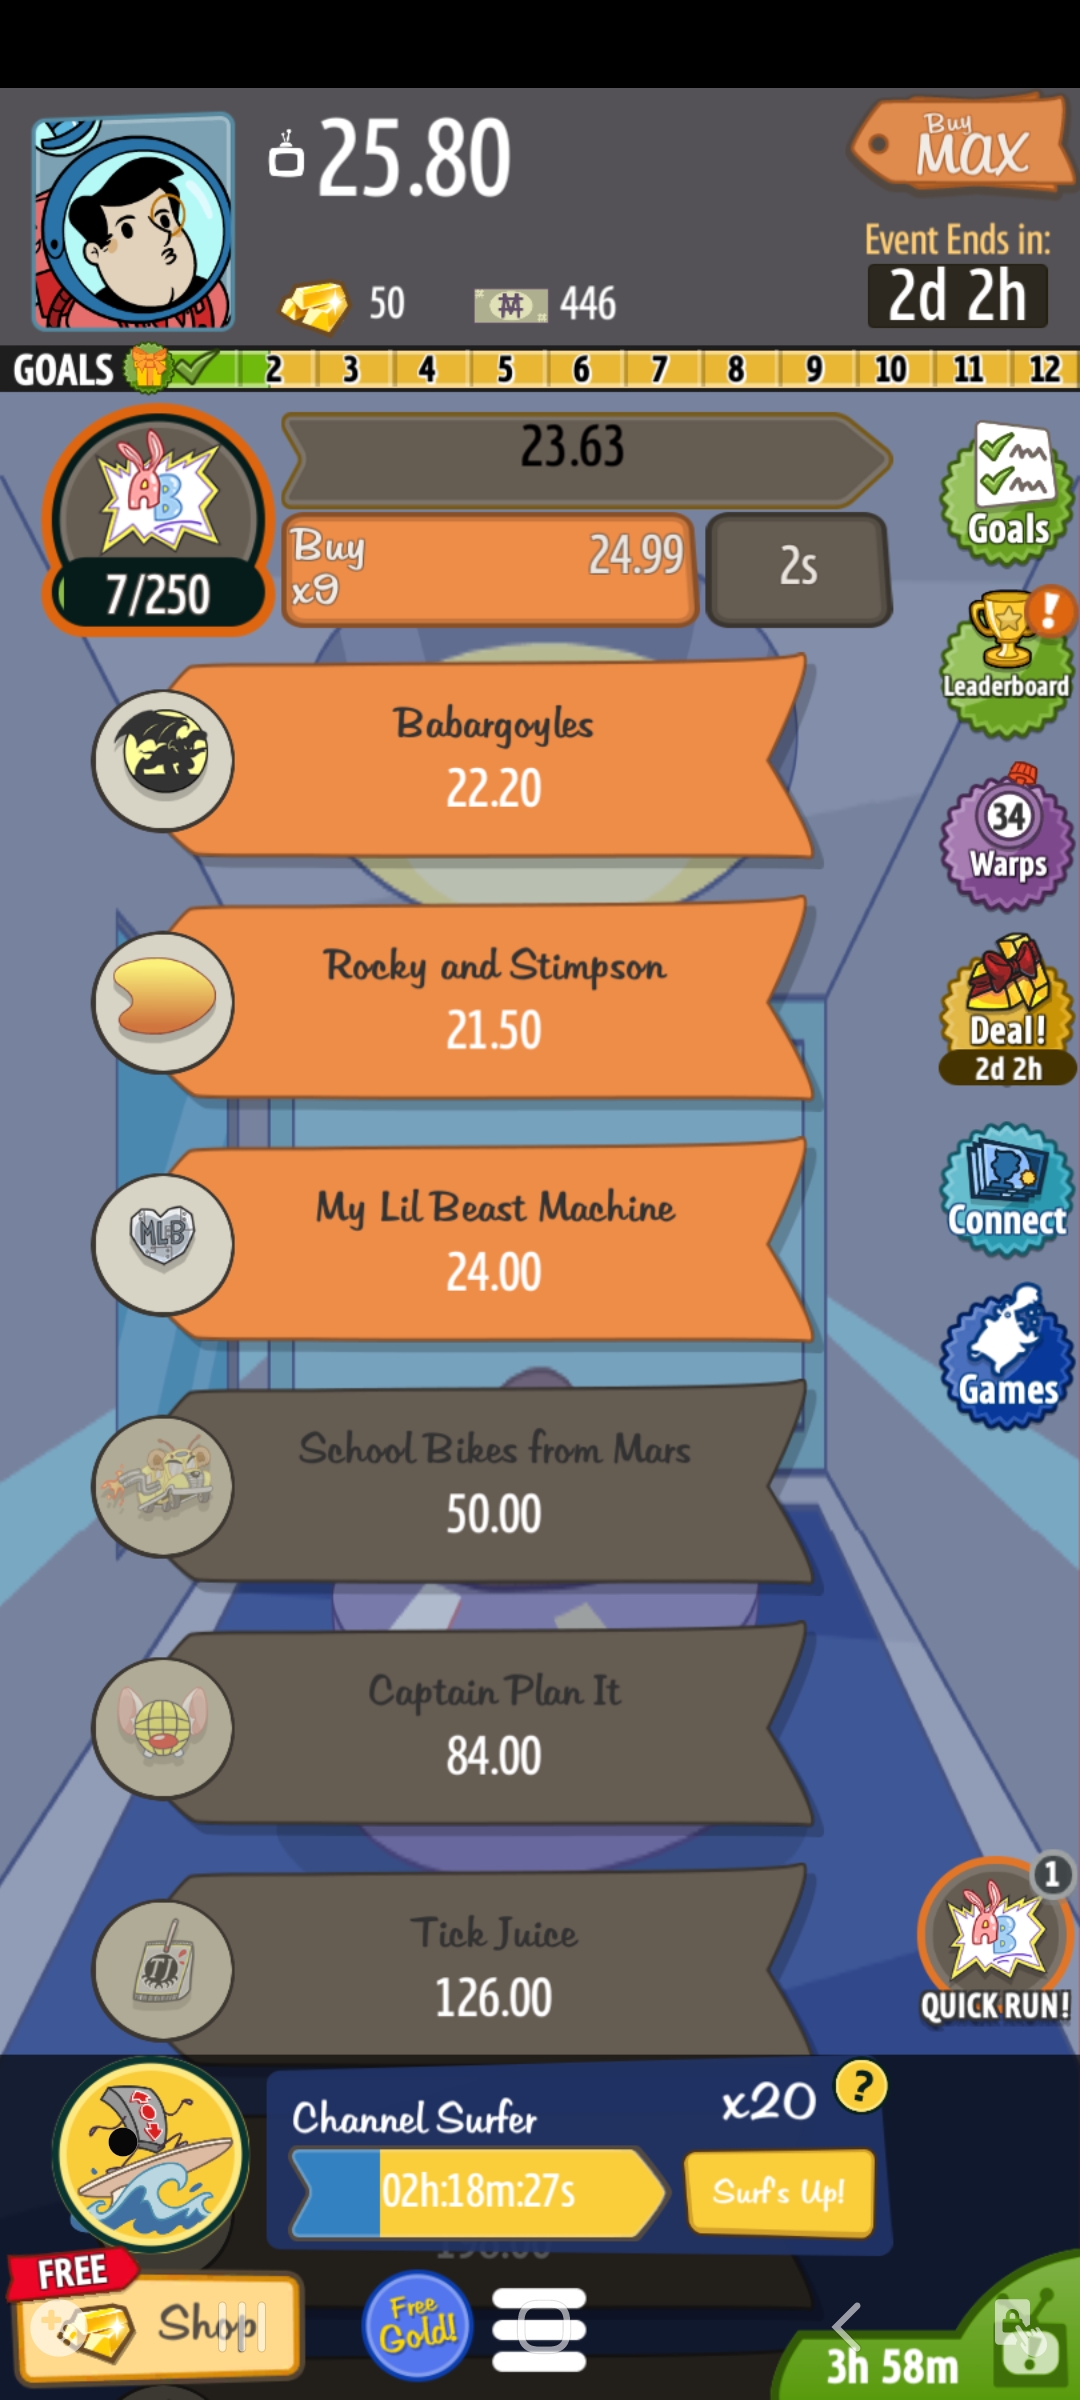 25.80
Buy
MAX
Event Ends in:
2d 2h
50
446
GOALS 2 3 4 5 6 7 8 9 10 11 12
AB
23.63
Buy
x9
24.99
2s
7/250
Goals
!
Leaderboard
Babargoyles
22.20
34
Warps
Rocky and Stimpson
21.50
Deal!
2d 2h
MLB
My Lil Beast Machine
24.00
Connect
Games
School Bikes from Mars
50.00
Captain Plan It
84.00
TJ
Tick Juice
126.00
1
AB
QUICK RUN!
Channel Surfer
x20
?
02h:18m:27s
Surf's Up!
FREE
Shop
Free
Gold!
3h 58m